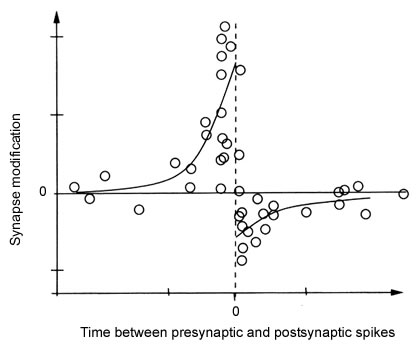 Synapse modification
0
0
Time between presynaptic and postsynaptic spikes